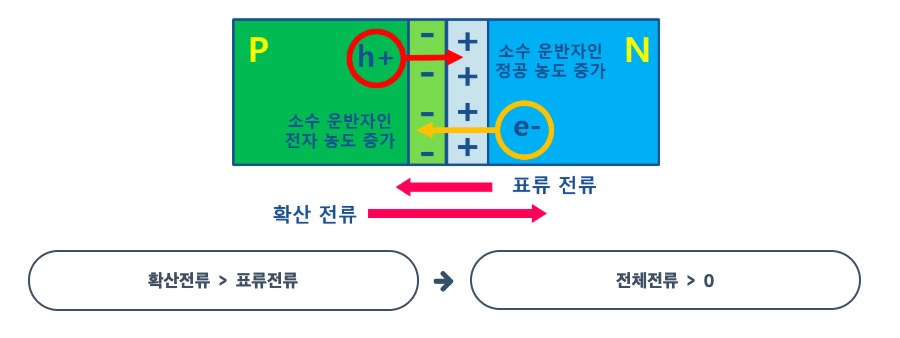 P
h+
- + 
- +
- +
- +
소수 운반자인
정공 농도 증가
N
소수 운반자인
전자 농도 증가
e-
표류 전류
확산 전류
확산전류 > 표류전류
전체전류 > 0